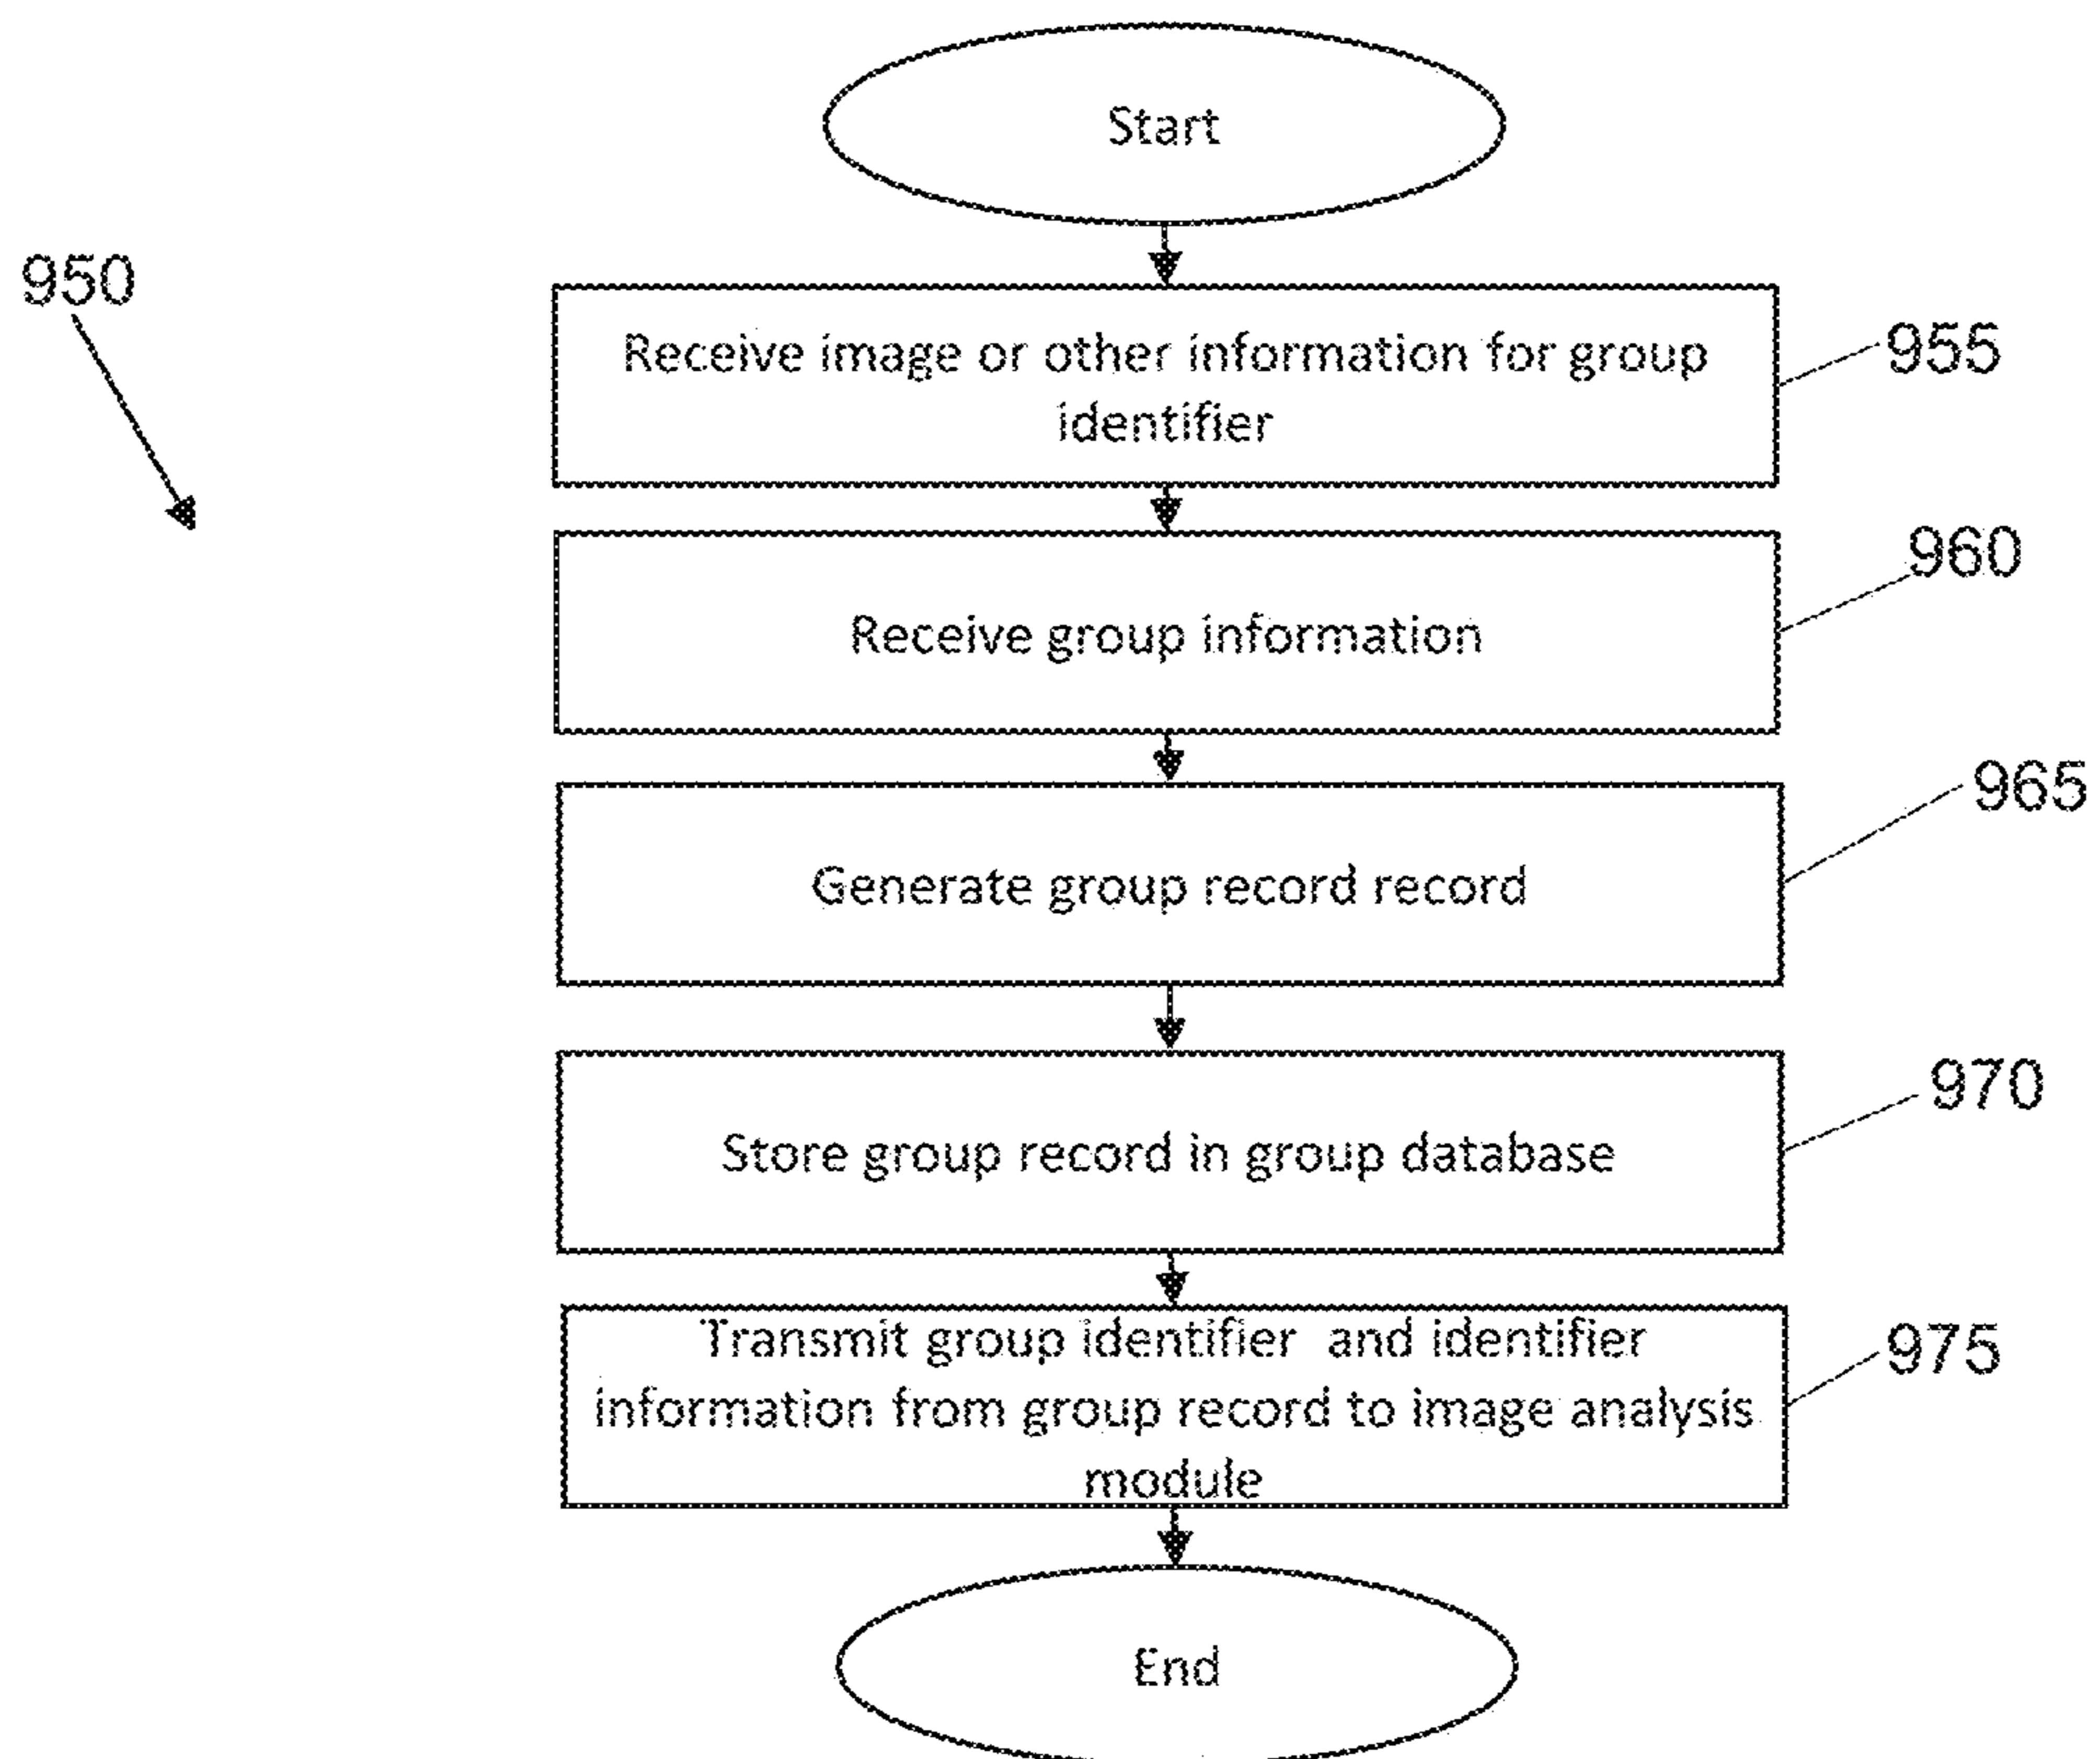 Start
950
Receive image or other information for group
identifier
955
960
Receive group information
965
Generate group record record
970
Store group record in group database
Transmit group identifier  and identifier
information from group record to image analysis
module
975
End